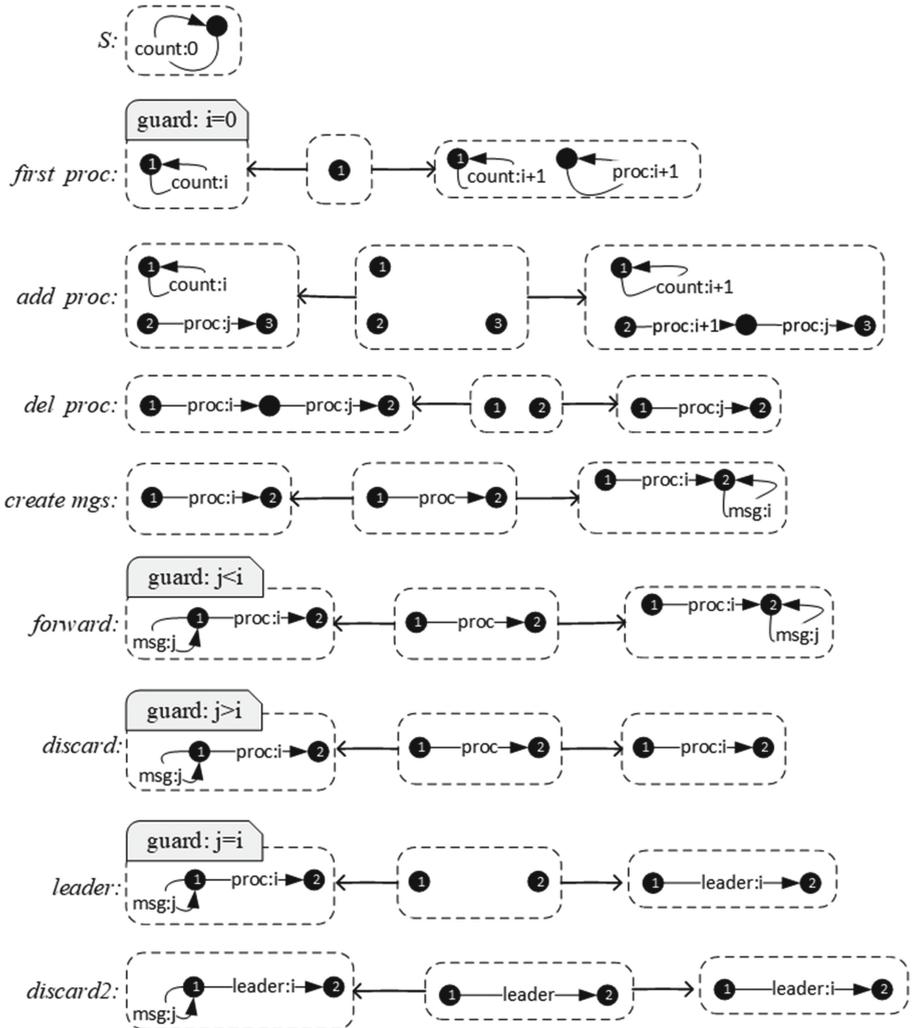 S: count:0
guard: i=0
first proc: 1 count:i 1 1 count:i+1 proc:i+1
add proc: 1 count:i 2 proc:j 3 1 2 3 1 count:i+1 2 proc:i+1 proc:j 3
del proc: 1 proc:i proc:j 2 1 2 1 proc:j 2
create mgs: 1 proc:i 2 1 proc 2 1 proc:i 2 msg:i
guard: j<i
forward: msg:j 1 proc:i 2 1 proc 2 1 proc:i 2 msg:j
guard: j>i
discard: msg:j 1 proc:i 2 1 proc 2 1 proc:i 2
guard: j=i
leader: msg:j 1 proc:i 2 1 2 1 leader:i 2
discard2: msg:j 1 leader:i 2 1 leader 2 1 leader:i 2